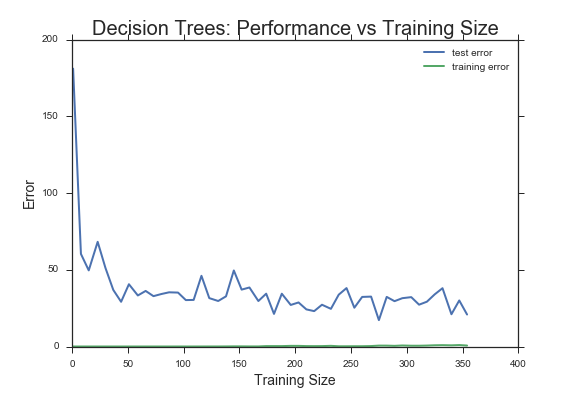 Decision Trees: Performance vs Training Size
200
150
100
50
0
Error
test error
training error
0 50 100 150 200 250 300 350 400
Training Size